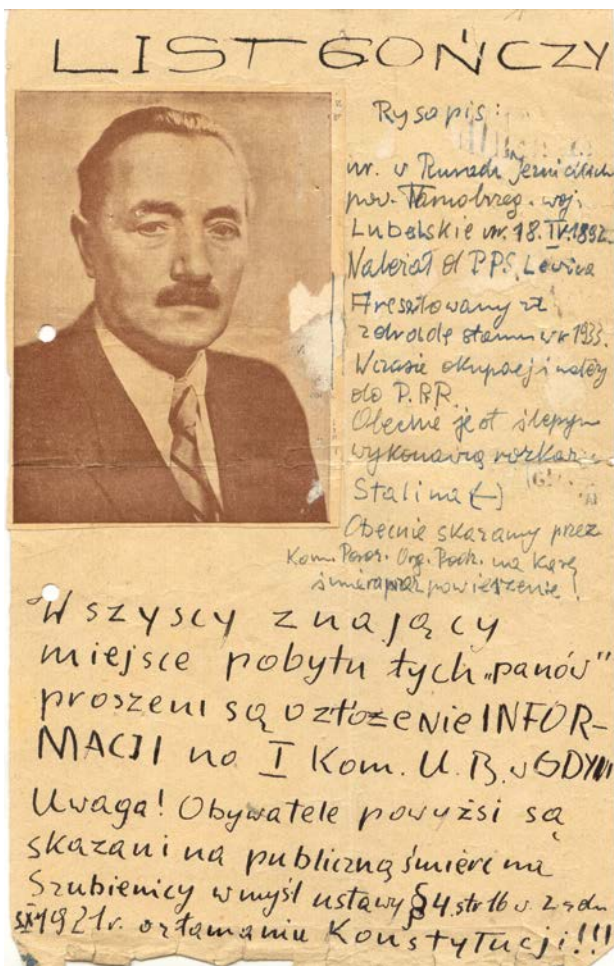 LIST GOŃCZY
Rysopis:
ur. w Rurach Jezuickich
pow. Tarnobrzeg. woj.
Lubelskie ur. 18.IV.1892.
Należał d PPS, Lewica
Aresztowany za
zdradę stanu w r 1933.
W czasie okupacji należy
do P.P.R.
Obecnie jest ślepym
wykonawcą rozkazów
Stalina (-)
Obecnie skazany przez
Kom. Poroz. Org. Podz. na karę
śmierci przez powieszenie!
Wszyscy znający
miejsce pobytu tych „panów"
proszeni są o złożenie INFOR-
MACJI na I Kom. U.B. w GDYNI
Uwaga! Obywatele powyżsi są
skazani na publiczną śmierć na
Szubienicy w myśl ustawy § 4. str 16 u. z dn
1921 r. o złamaniu Konstytucji!!!